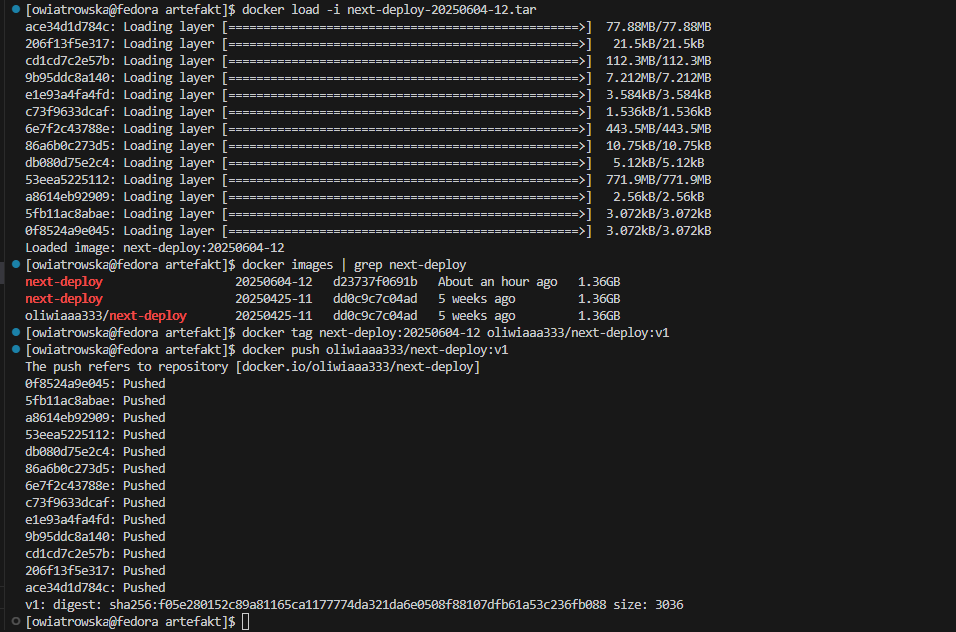 [owiatrowska@fedora artefakt]$ docker load -i next-deploy-20250604-12.tar
ace34d1d784c: Loading layer [==================================================>]  77.88MB/77.88MB
206f13f5e317: Loading layer [==================================================>]   21.5kB/21.5kB
cd1cd7c2e57b: Loading layer [==================================================>]  112.3MB/112.3MB
9b95ddc8a140: Loading layer [==================================================>]  7.212MB/7.212MB
e1e93a4fa4fd: Loading layer [==================================================>]  3.584kB/3.584kB
c73f9633dcaf: Loading layer [==================================================>]  1.536kB/1.536kB
6e7f2c43788e: Loading layer [==================================================>]  443.5MB/443.5MB
86a6b0c273d5: Loading layer [==================================================>]  10.75kB/10.75kB
db080d75e2c4: Loading layer [==================================================>]   5.12kB/5.12kB
53eea5225112: Loading layer [==================================================>]  771.9MB/771.9MB
a8614eb92909: Loading layer [==================================================>]   2.56kB/2.56kB
5fb11ac8abae: Loading layer [==================================================>]  3.072kB/3.072kB
0f8524a9e045: Loading layer [==================================================>]  3.072kB/3.072kB
Loaded image: next-deploy:20250604-12
[owiatrowska@fedora artefakt]$ docker images | grep next-deploy
next-deploy 20250604-12 d23737f0691b About an hour ago 1.36GB
next-deploy 20250425-11 dd0c9c7c04ad 5 weeks ago 1.36GB
oliwiaaa333/next-deploy 20250425-11 dd0c9c7c04ad 5 weeks ago 1.36GB
[owiatrowska@fedora artefakt]$ docker tag next-deploy:20250604-12 oliwiaaa333/next-deploy:v1
[owiatrowska@fedora artefakt]$ docker push oliwiaaa333/next-deploy:v1
The push refers to repository [docker.io/oliwiaaa333/next-deploy]
0f8524a9e045: Pushed
5fb11ac8abae: Pushed
a8614eb92909: Pushed
53eea5225112: Pushed
db080d75e2c4: Pushed
86a6b0c273d5: Pushed
6e7f2c43788e: Pushed
c73f9633dcaf: Pushed
e1e93a4fa4fd: Pushed
9b95ddc8a140: Pushed
cd1cd7c2e57b: Pushed
206f13f5e317: Pushed
ace34d1d784c: Pushed
v1: digest: sha256:f05e280152c89a81165ca1177774da321da6e0508f88107dfb61a53c236fb088 size: 3036
[owiatrowska@fedora artefakt]$